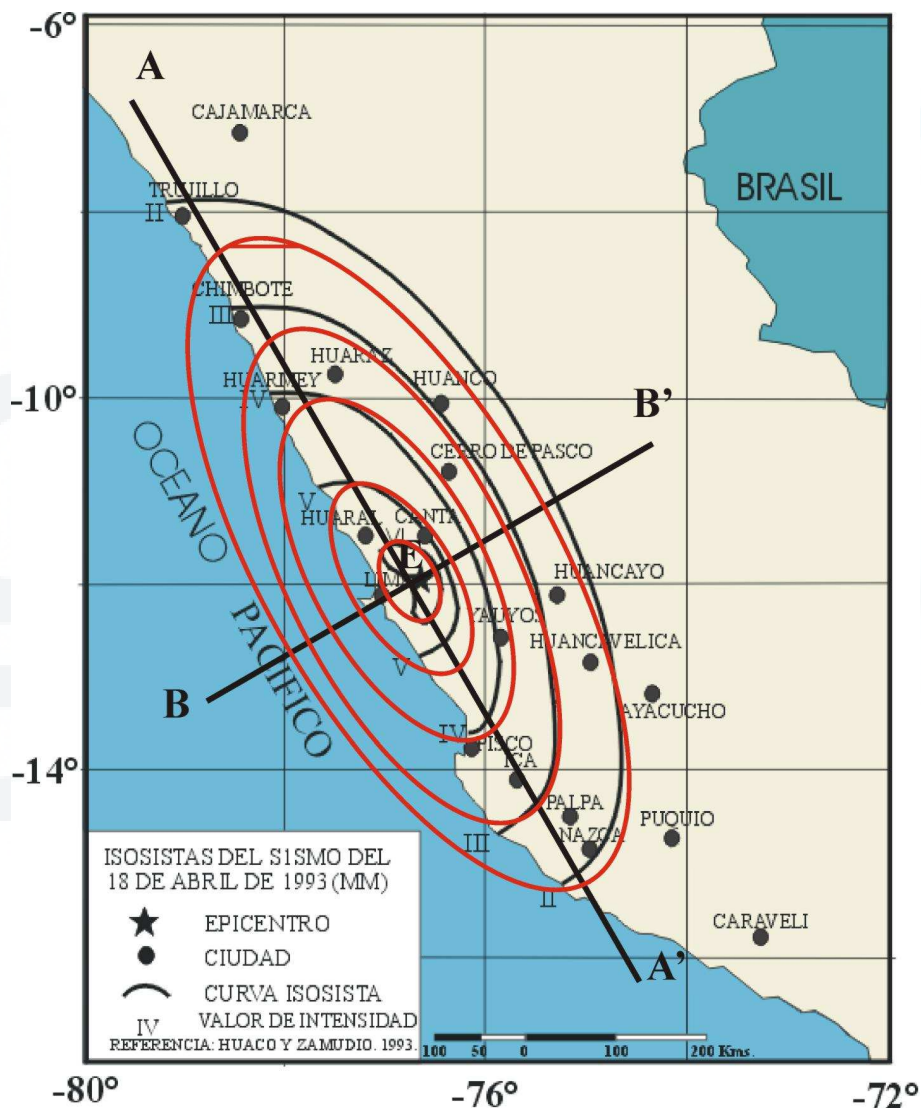 -6°
A
CAJAMARCA
BRASIL
TRUJILLO
II
CHIMBOTE
III
HUARAZ
HUARMEY
HUANCO
-10°
IV
B'
CERRO DE PASCO
OCEANO
V
HUARAL
CANTA
VI
E
HUANCAYO
YAUYOS
HUANCAVELICA
PACIFICO
V
B
AYACUCHO
IV
PISCO
ICA
-14°
PALPA
PUQUIO
NAZCA
III
II
CARAVELI
A'
ISOSISTAS DEL S1SMO DEL
18 DE ABRIL DE 1993 (MM)
EPICENTRO
CIUDAD
CURVA ISOSISTA
IV VALOR DE INTENSIDAD
REFERENCIA: HUACO Y ZAMUDIO. 1993.
100 50 0 100 200 Kms.
-80° -76° -72°